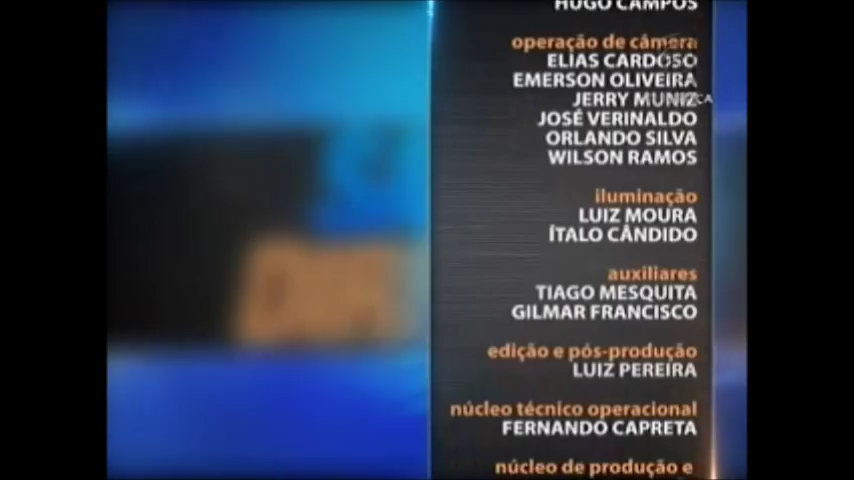 HUGO CAMPOS
operação de câmera
ELIAS CARDOSO
EMERSON OLIVEIRA
JERRY MUNIZ
JOSÉ VERINALDO
ORLANDO SILVA
WILSON RAMOS
iluminação
LUIZ MOURA
ÍTALO CÂNDIDO
auxiliares
TIAGO MESQUITA
GILMAR FRANCISCO
edição e pós-produção
LUIZ PEREIRA
núcleo técnico operacional
FERNANDO CAPRETA
núcleo de produção e